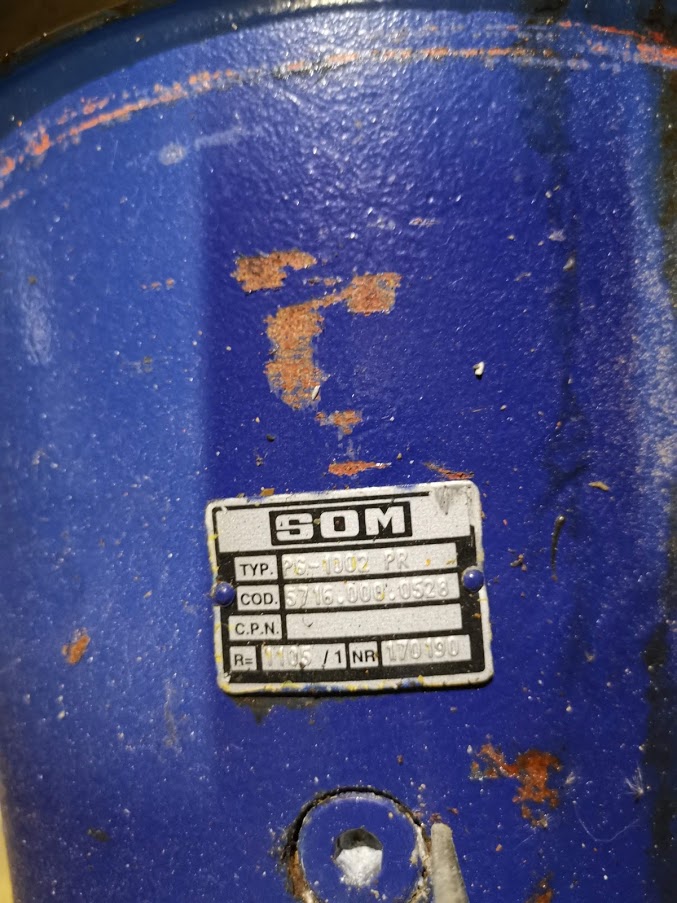 SOM
TYP. PG-1002 PR
COD. 5716.000.0528
C.P.N.
R= 1105 /1 NR 170190